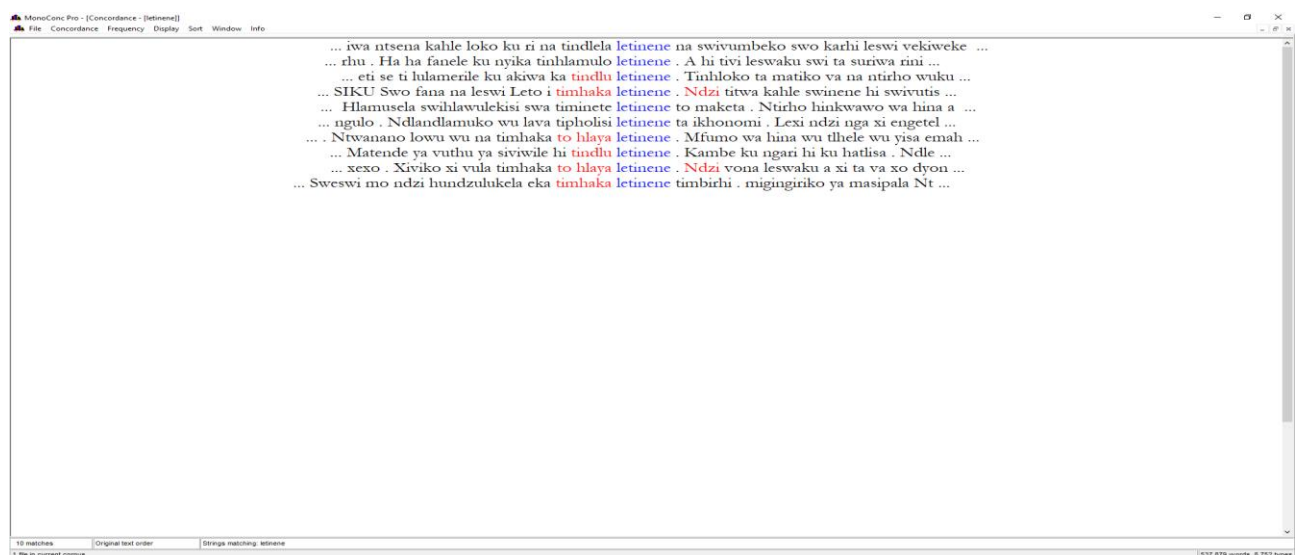 MonoConc Pro - [Concordance - [letinene]]
File Concordance Frequency Display Sort Window Info
... iwa ntsena kahle loko ku ri na tindlela letinene na swivumbeko swo karhi leswi vekiweke ...
... rhu . Ha ha fanele ku nyika tinhlamulo letinene . A hi tivi leswaku swi ta suriwa rini ...
... eti se ti lulamerile ku akiwa ka tindlu letinene . Tinhloko ta matiko va na ntirho wuku ...
... SIKU Swo fana na leswi Leto i timhaka letinene . Ndzi titwa kahle swinene hi swivutis ...
... Hlamusela swihlawulekisi swa timinete letinene to maketa . Ntirho hinkwawo wa hina a ...
... ngulo . Ndlandlamuko wu lava tipholisi letinene ta ikhonomi . Lexi ndzi nga xi engetel ...
... . Ntwanano lowu wu na timhaka to hlaya letinene . Mfumo wa hina wu tlhele wu yisa emah ...
... Matende ya vuthu ya siviwile hi tindlu letinene . Kambe ku ngari hi ku hatlisa . Ndle ...
... xexo . Xiviko xi vula timhaka to hlaya letinene . Ndzi vona leswaku a xi ta va xo dyon ...
... Sweswi mo ndzi hundzulukela eka timhaka letinene timbirhi . migingiriko ya masipala Nt ...
10 matches Original text order Strings matching: letinene
1 file in current corpus